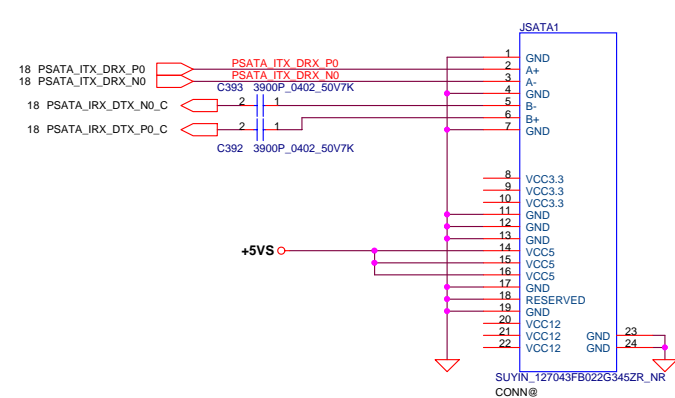 JSATA1
18 PSATA_ITX_DRX_P0 PSATA_ITX_DRX_P0 1 GND
2 A+
18 PSATA_ITX_DRX_N0 PSATA_ITX_DRX_N0 3 A-
C393 3900P_0402_50V7K 4 GND
18 PSATA_IRX_DTX_N0_C 2 1 5 B-
6 B+
18 PSATA_IRX_DTX_P0_C 2 1 7 GND
C392 3900P_0402_50V7K
8 VCC3.3
9 VCC3.3
10 VCC3.3
11 GND
12 GND
13 GND
+5VS 14 VCC5
15 VCC5
16 VCC5
17 GND
18 RESERVED
19 GND
20 VCC12
21 VCC12 GND 23
22 VCC12 GND 24
SUYIN_127043FB022G345ZR_NR
CONN@